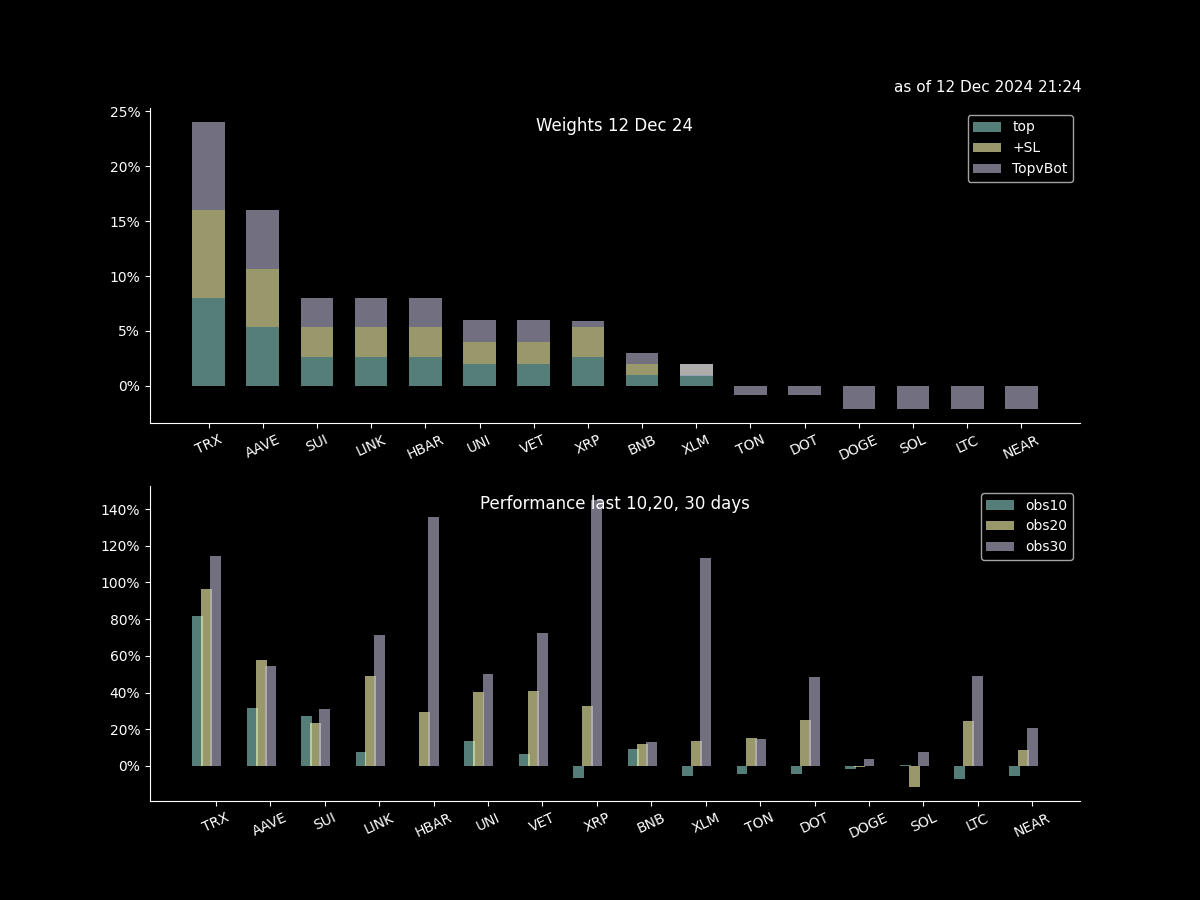 as of 12 Dec 2024 21:24
Weights 12 Dec 24
25%
20%
15%
10%
5%
0%
top
+SL
TopvBot
TRX AAVE SUI LINK HBAR UNI VET XRP BNB XLM TON DOT DOGE SOL LTC NEAR
Performance last 10,20, 30 days
140%
120%
100%
80%
60%
40%
20%
0%
obs10
obs20
obs30
TRX AAVE SUI LINK HBAR UNI VET XRP BNB XLM TON DOT DOGE SOL LTC NEAR